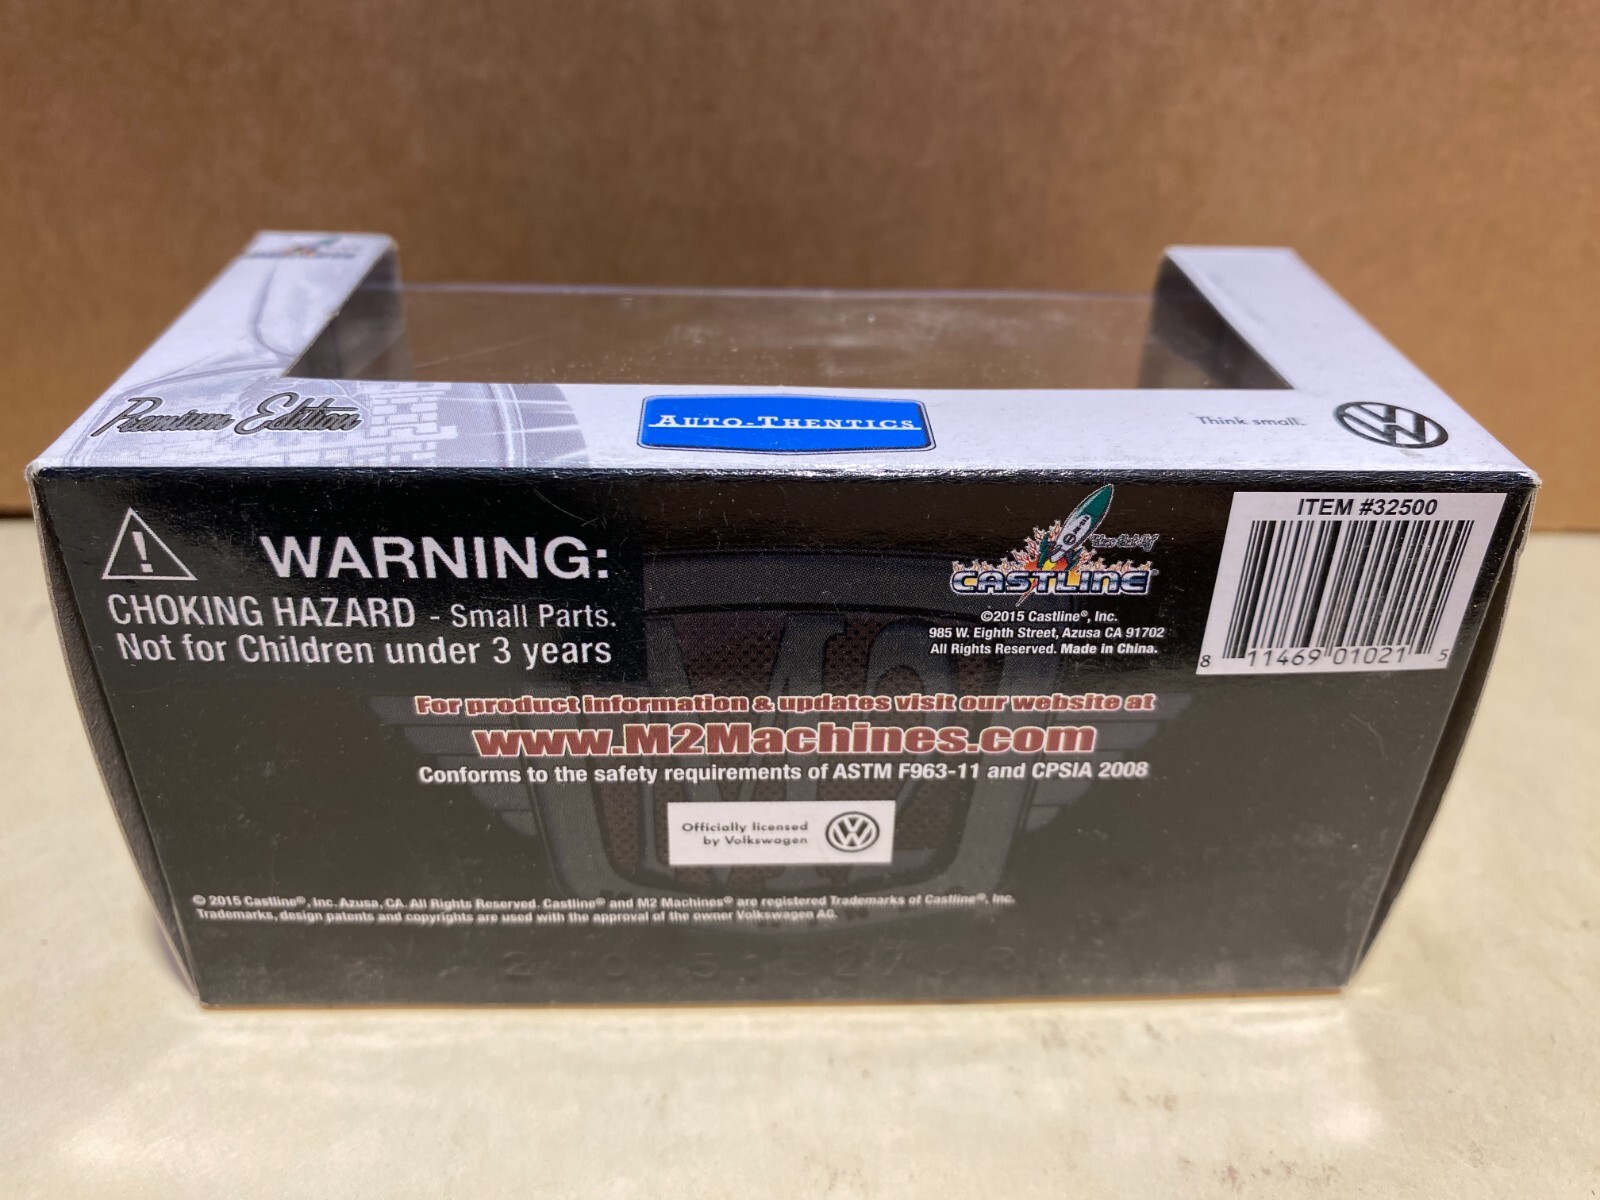 Premium Edition
AUTO-THENTICS
Think small.
WARNING:
CHOKING HAZARD - Small Parts.
Not for Children under 3 years
CASTLINE
©2015 Castline®, Inc.
985 W. Eighth Street, Azusa CA 91702
All Rights Reserved. Made in China.
ITEM #32500
8 11469 01021 5
For product information & updates visit our website at
www.M2Machines.com
Conforms to the safety requirements of ASTM F963-11 and CPSIA 2008
Officially licensed
by Volkswagen
© 2015 Castline®, Inc. Azusa, CA. All Rights Reserved. Castline® and M2 Machines® are registered Trademarks of Castline®, Inc.
Trademarks, design patents and copyrights are used with the approval of the owner Volkswagen AG.